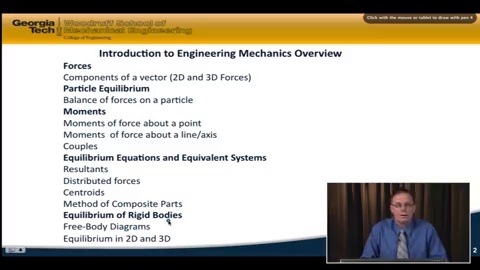 Click with the mouse or tablet to draw with pen 4
Georgia Tech
Woodruff School of
Mechanical Engineering
College of Engineering
Introduction to Engineering Mechanics Overview
Forces
Components of a vector (2D and 3D Forces)
Particle Equilibrium
Balance of forces on a particle
Moments
Moments of force about a point
Moments of force about a line/axis
Couples
Equilibrium Equations and Equivalent Systems
Resultants
Distributed forces
Centroids
Method of Composite Parts
Equilibrium of Rigid Bodies
Free-Body Diagrams
Equilibrium in 2D and 3D
2